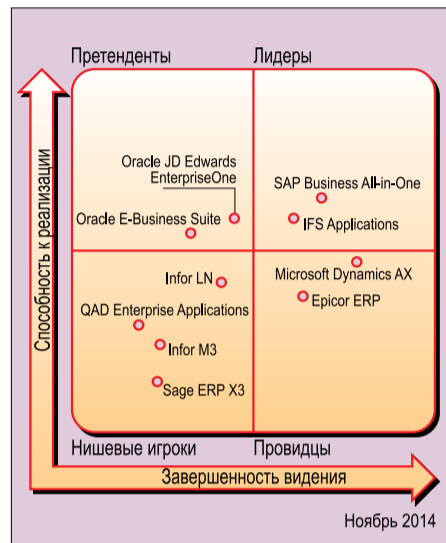 Претенденты
Лидеры
Способность к реализации
Oracle JD Edwards
EnterpriseOne
SAP Business All-in-One
Oracle E-Business Suite
IFS Applications
Microsoft Dynamics AX
Infor LN
Epicor ERP
QAD Enterprise Applications
Infor M3
Sage ERP X3
Нишевые игроки
Провидцы
Завершенность видения
Ноябрь 2014